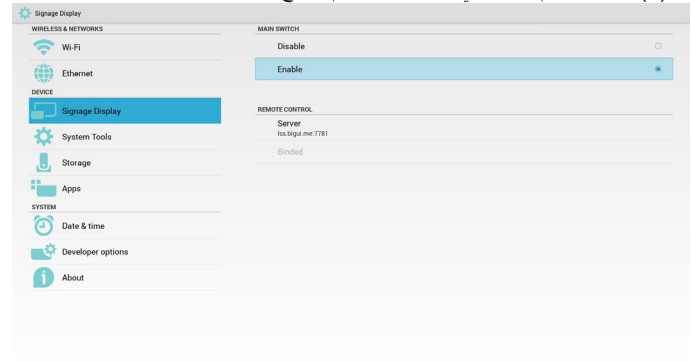 Signage Display
WIRELESS & NETWORKS
Wi-Fi
Ethernet
DEVICE
Signage Display
System Tools
Storage
Apps
SYSTEM
Date & time
Developer options
About
MAIN SWITCH
Disable
Enable
REMOTE CONTROL
Server
lss.bigui.me:7781
Binded